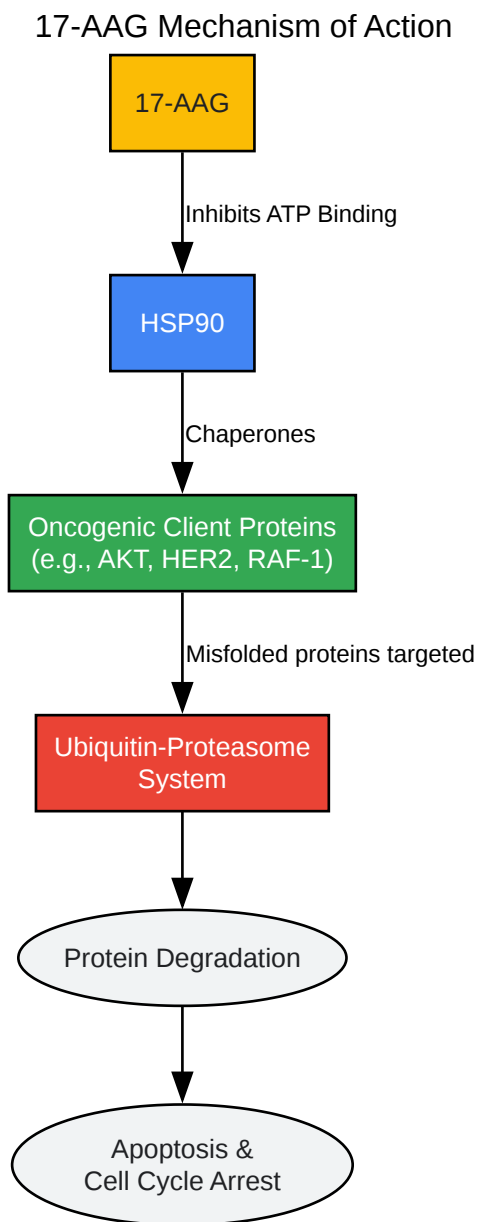 17-AAG Mechanism of Action
17-AAG
Inhibits ATP Binding
HSP90
Chaperones
Oncogenic Client Proteins
(e.g., AKT, HER2, RAF-1)
Misfolded proteins targeted
Ubiquitin-Proteasome
System
Protein Degradation
Apoptosis &
Cell Cycle Arrest